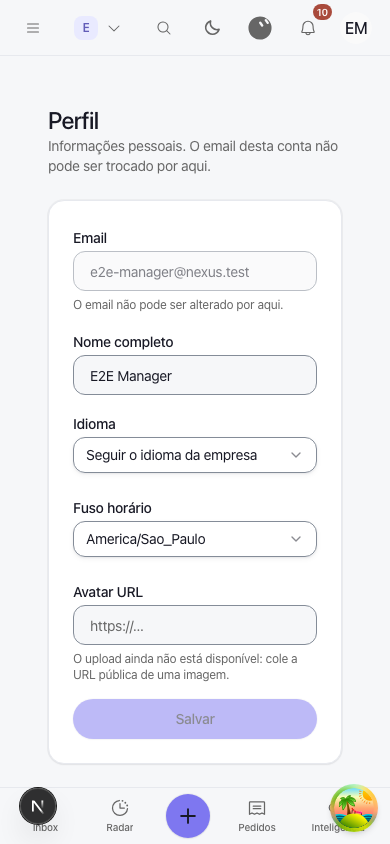 E
10
EM
Perfil
Informações pessoais. O email desta conta não
pode ser trocado por aqui.
Email
e2e-manager@nexus.test
O email não pode ser alterado por aqui.
Nome completo
E2E Manager
Idioma
Seguir o idioma da empresa
Fuso horário
America/Sao_Paulo
Avatar URL
https://...
O upload ainda não está disponível: cole a
URL pública de uma imagem.
Salvar
N
Inbox
Radar
Pedidos